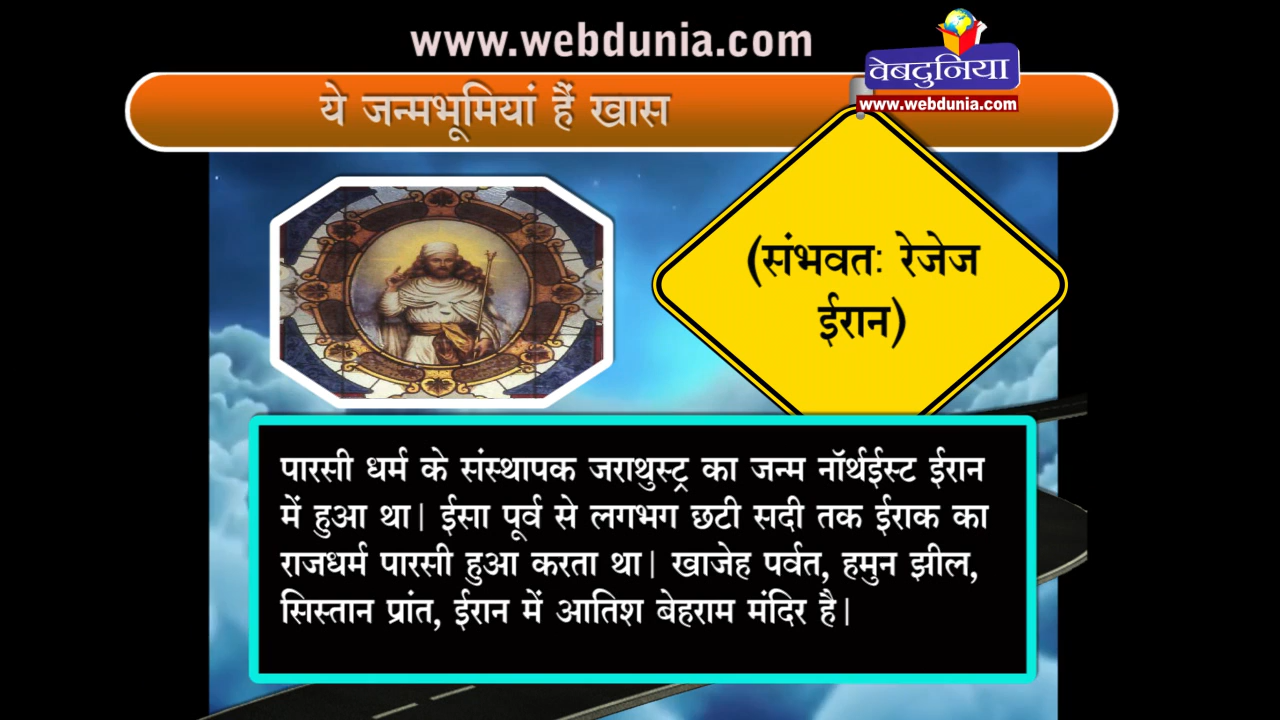 www.webdunia.com
वेबदुनिया
www.webdunia.com
ये जन्मभूमियां हैं खास
(संभवतः रेजेज
ईरान)
पारसी धर्म के संस्थापक जराथुस्ट्र का जन्म नॉर्थईस्ट ईरान
में हुआ था। ईसा पूर्व से लगभग छटी सदी तक ईराक का
राजधर्म पारसी हुआ करता था। खाजेह पर्वत, हमुन झील,
सिस्तान प्रांत, ईरान में आतिश बेहराम मंदिर है।